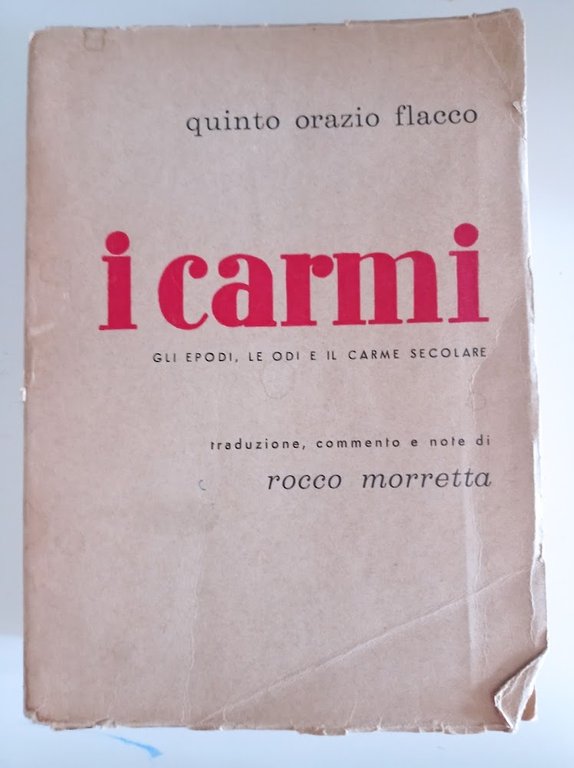 quinto orazio flacco
i carmi
GLI EPODI, LE ODI E IL CARME SECOLARE
traduzione, commento e note di
rocco morretta